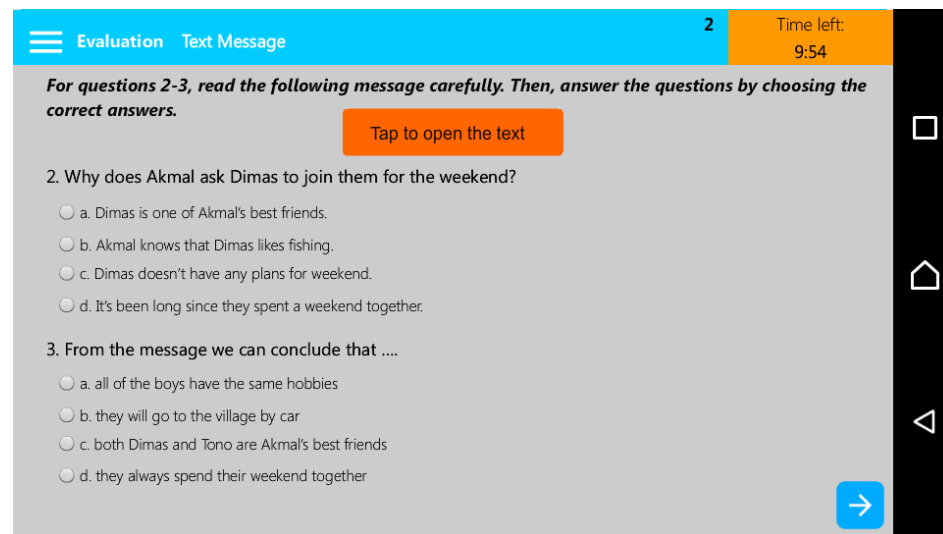 Evaluation Text Message
2
Time left:
9:54
For questions 2-3, read the following message carefully. Then, answer the questions by choosing the
correct answers.
Tap to open the text
2. Why does Akmal ask Dimas to join them for the weekend?
a. Dimas is one of Akmal's best friends.
b. Akmal knows that Dimas likes fishing.
c. Dimas doesn't have any plans for weekend.
d. It's been long since they spent a weekend together.
3. From the message we can conclude that ....
a. all of the boys have the same hobbies
b. they will go to the village by car
c. both Dimas and Tono are Akmal's best friends
d. they always spend their weekend together